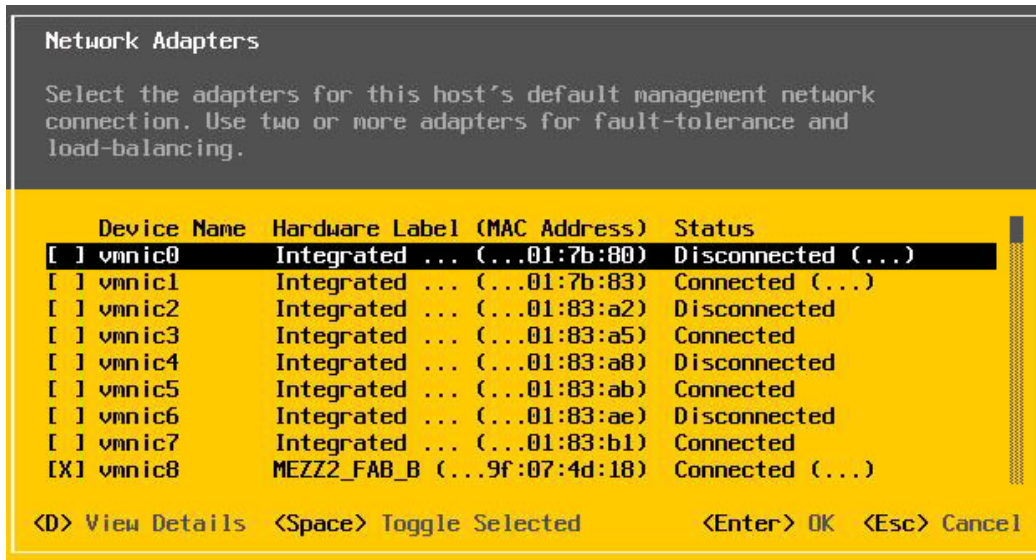 Network Adapters
Select the adapters for this host's default management network
connection. Use two or more adapters for fault-tolerance and
load-balancing.
Device Name Hardware Label (MAC Address) Status
[ ] vmnic0 Integrated ... (...01:7b:80) Disconnected (...)
[ ] vmnic1 Integrated ... (...01:7b:83) Connected (...)
[ ] vmnic2 Integrated ... (...01:83:a2) Disconnected
[ ] vmnic3 Integrated ... (...01:83:a5) Connected
[ ] vmnic4 Integrated ... (...01:83:a8) Disconnected
[ ] vmnic5 Integrated ... (...01:83:ab) Connected
[ ] vmnic6 Integrated ... (...01:83:ae) Disconnected
[ ] vmnic7 Integrated ... (...01:83:b1) Connected
[X] vmnic8 MEZZ2_FAB_B (...9f:07:4d:18) Connected (...)
<D> View Details <Space> Toggle Selected <Enter> OK <Esc> Cancel